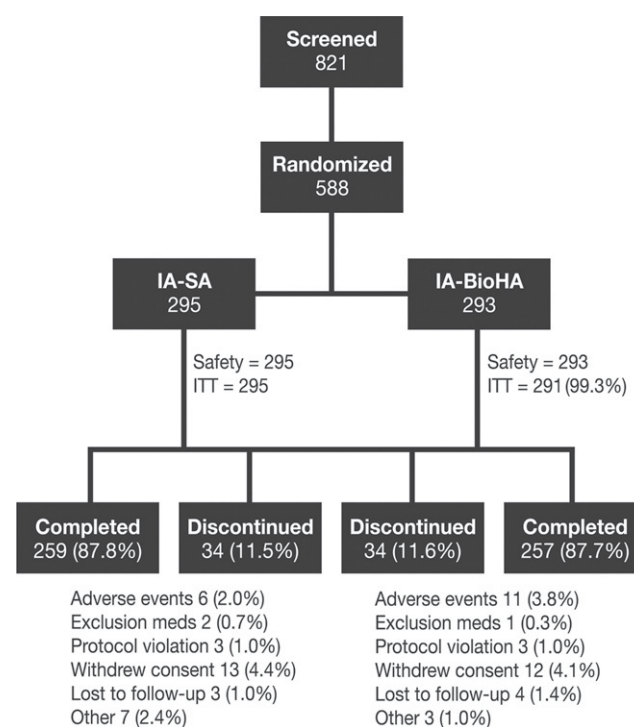 Screened
821
Randomized
588
IA-SA
295
IA-BioHA
293
Safety = 295
ITT = 295
Safety = 293
ITT = 291 (99.3%)
Completed
259 (87.8%)
Discontinued
34 (11.5%)
Discontinued
34 (11.6%)
Completed
257 (87.7%)
Adverse events 6 (2.0%)
Exclusion meds 2 (0.7%)
Protocol violation 3 (1.0%)
Withdrew consent 13 (4.4%)
Lost to follow-up 3 (1.0%)
Other 7 (2.4%)
Adverse events 11 (3.8%)
Exclusion meds 1 (0.3%)
Protocol violation 3 (1.0%)
Withdrew consent 12 (4.1%)
Lost to follow-up 4 (1.4%)
Other 3 (1.0%)